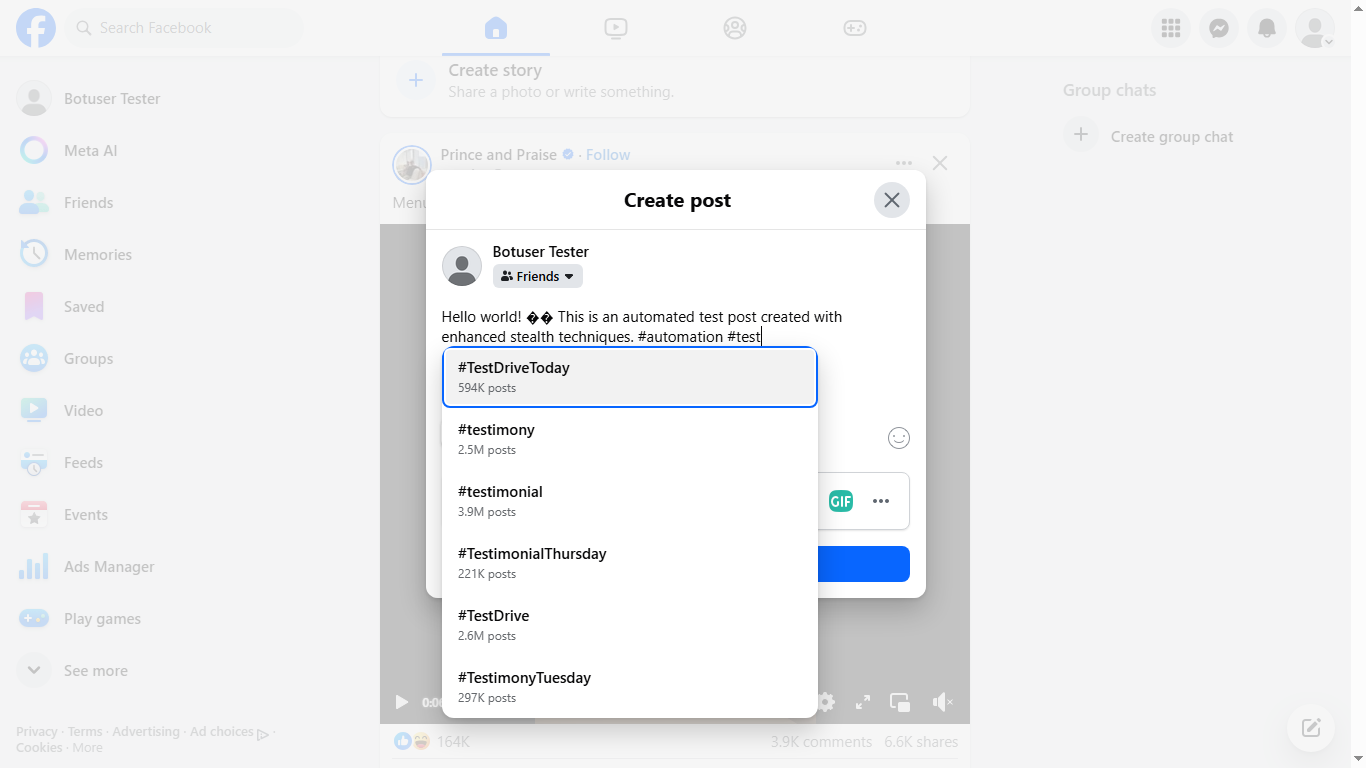 Search Facebook
Botuser Tester
Meta AI
Friends
Memories
Saved
Groups
Video
Feeds
Events
Ads Manager
Play games
See more
Privacy · Terms · Advertising · Ad choices ·
Cookies · More
Create story
Share a photo or write something.
Prince and Praise · Follow
Menu
Create post
Botuser Tester
Friends
Hello world! �� This is an automated test post created with
enhanced stealth techniques. #automation #test
#TestDriveToday
594K posts
#testimony
2.5M posts
#testimonial
3.9M posts
#TestimonialThursday
221K posts
#TestDrive
2.6M posts
#TestimonyTuesday
297K posts
GIF
164K
3.9K comments 6.6K shares
Group chats
Create group chat